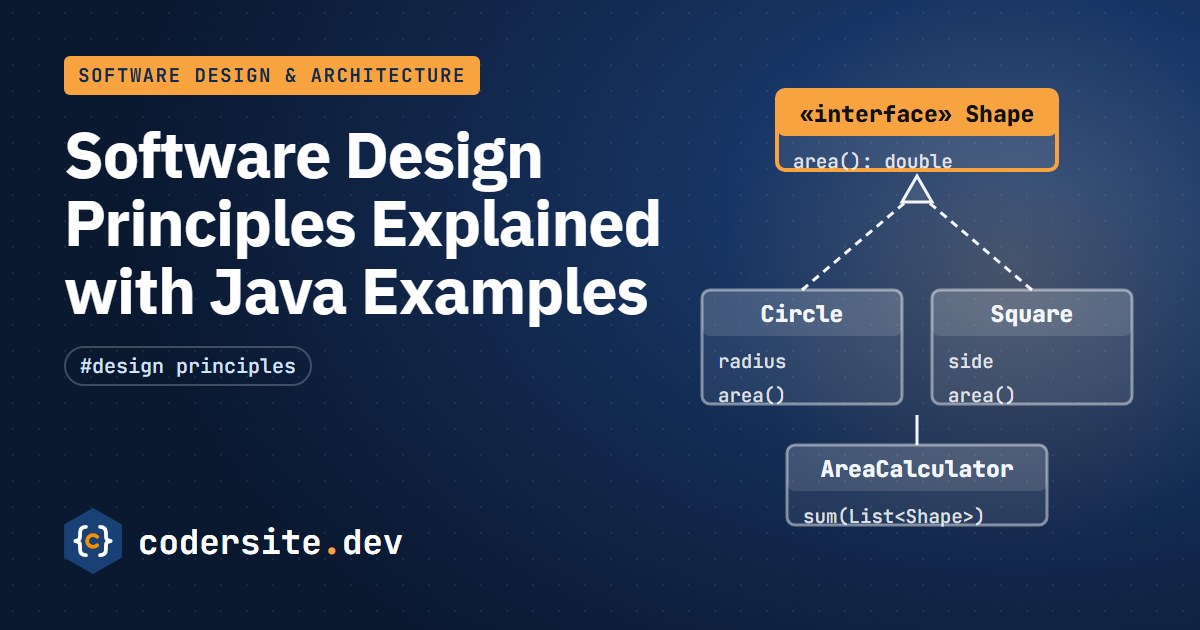 SOFTWARE DESIGN & ARCHITECTURE
Software Design
Principles Explained
with Java Examples
#design principles
{c} codersite.dev
«interface» Shape
area(): double
Circle
radius
area()
Square
side
area()
AreaCalculator
sum(List<Shape>)